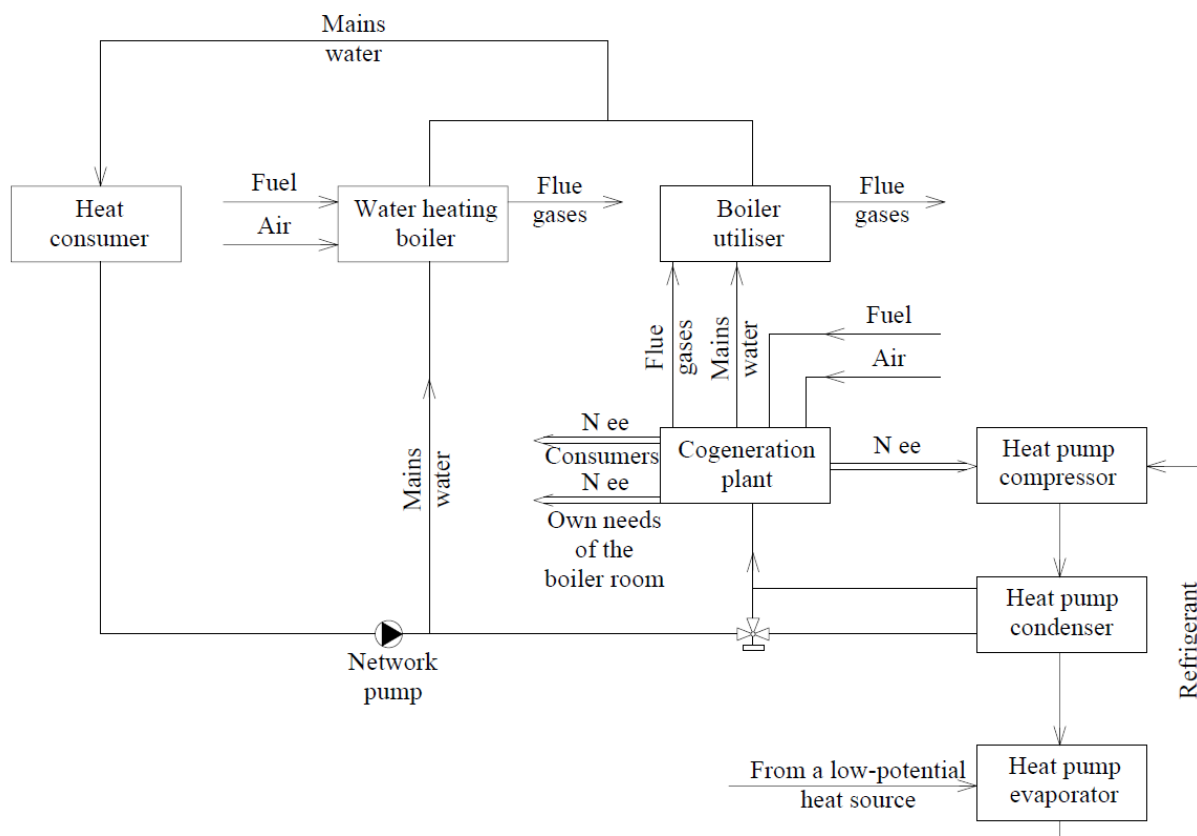 Mains
water
Heat
consumer
Fuel
Air
Water heating
boiler
Flue
gases
Boiler
utiliser
Flue
gases
Flue
gases
Mains
water
Fuel
Air
Mains
water
N ee
Consumers
N ee
Own needs
of the
boiler room
Cogeneration
plant
N ee
Heat pump
compressor
Heat pump
condenser
Refrigerant
Network
pump
From a low-potential
heat source
Heat pump
evaporator